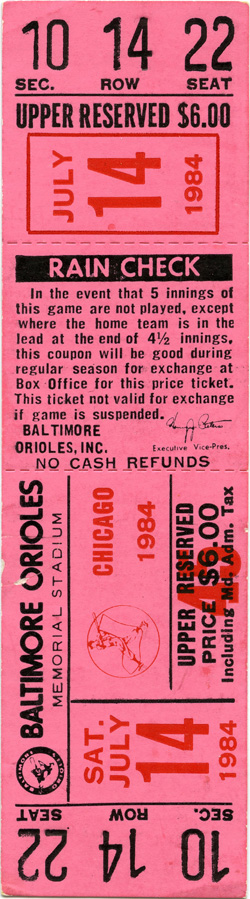 10 14 22
SEC. ROW SEAT
UPPER RESERVED $6.00
JULY
14
1984
RAIN CHECK
In the event that 5 innings of
this game are not played, except
where the home team is in the
lead at the end of 4½ innings,
this coupon will be good during
regular season for exchange at
Box Office for this price ticket.
This ticket not valid for exchange
if game is suspended.
BALTIMORE
ORIOLES, INC.
Executive Vice-Pres.
NO CASH REFUNDS
BALTIMORE ORIOLES
MEMORIAL STADIUM
CHICAGO
1984
UPPER RESERVED
PRICE $6.00
Including Md. Adm. Tax
SAT.
JULY
14
1984
SEC. ROW SEAT
10 14 22